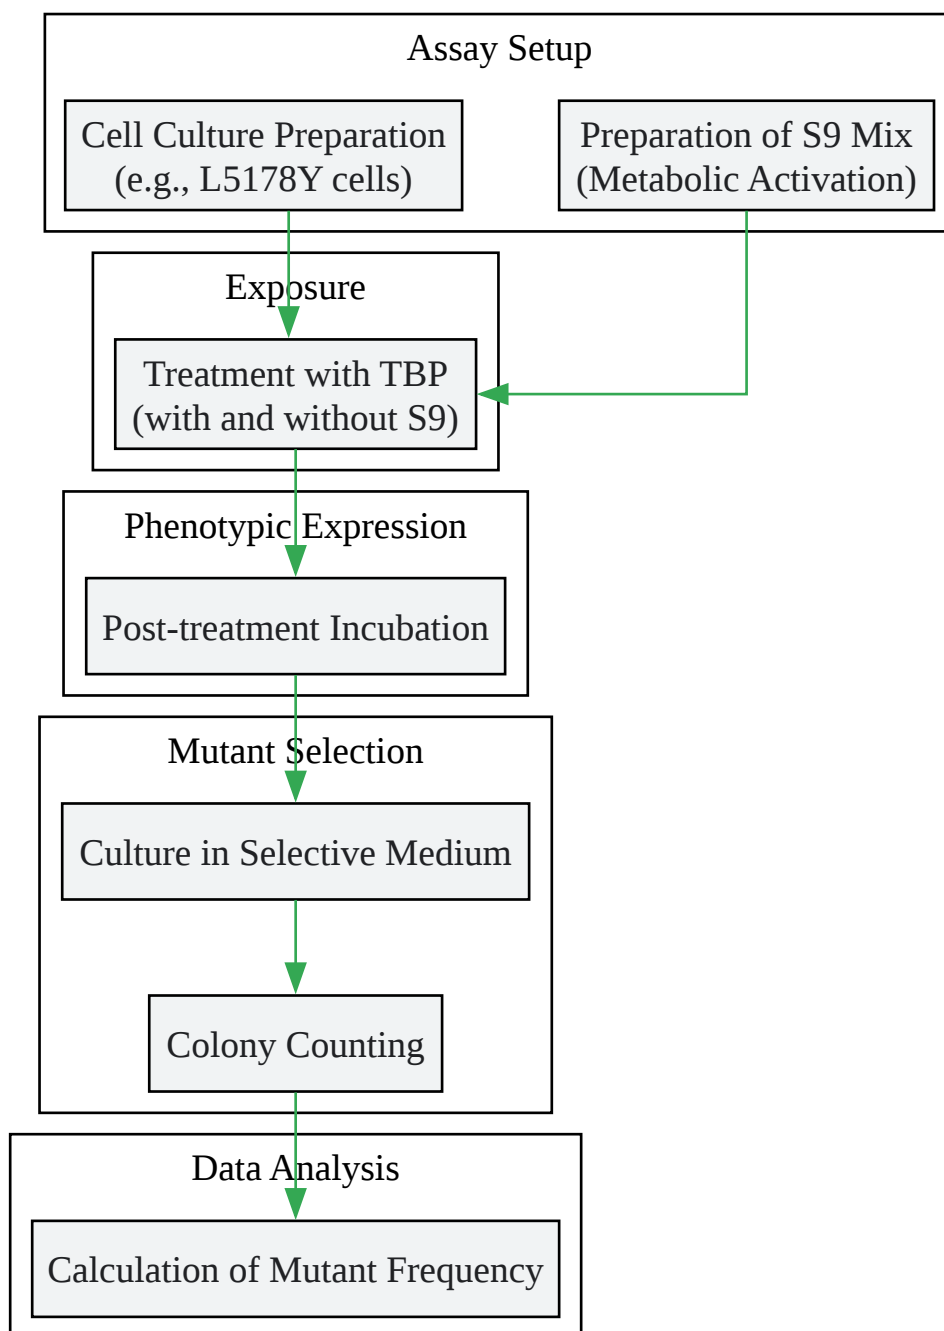 Assay Setup
Cell Culture Preparation
(e.g., L5178Y cells)
Preparation of S9 Mix
(Metabolic Activation)
Exposure
Treatment with TBP
(with and without S9)
Phenotypic Expression
Post-treatment Incubation
Mutant Selection
Culture in Selective Medium
Colony Counting
Data Analysis
Calculation of Mutant Frequency